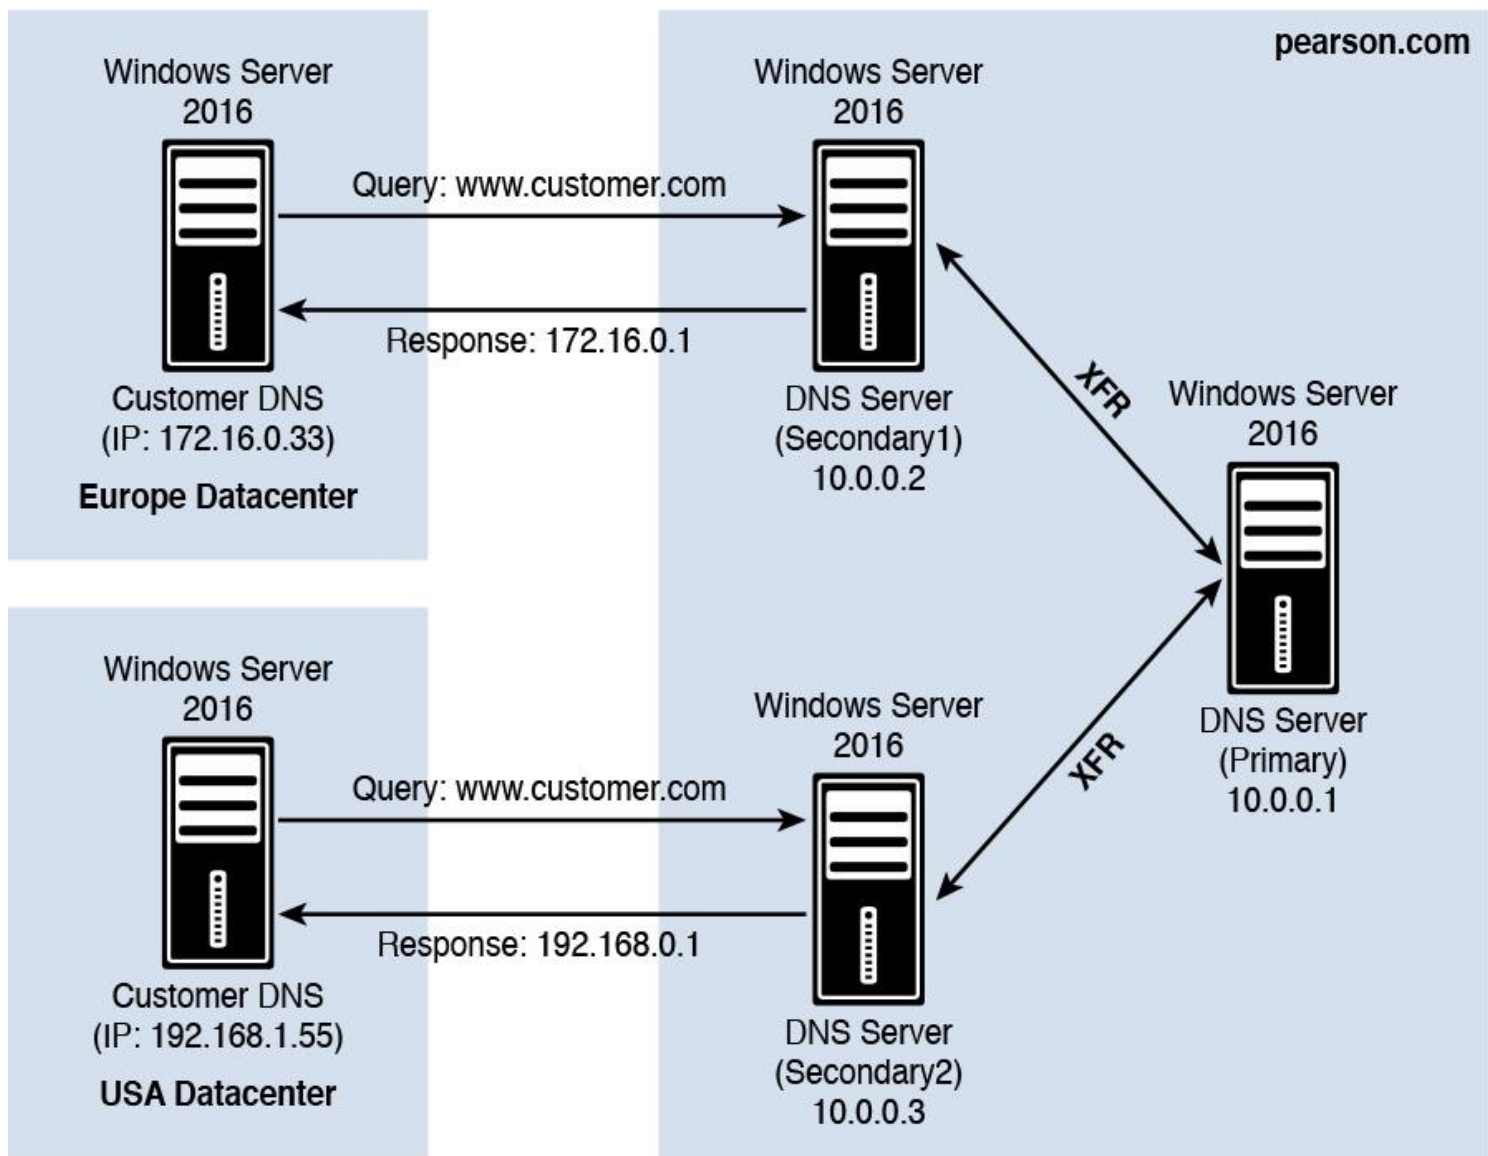 pearson.com
Windows Server
2016
Query: www.customer.com
Response: 172.16.0.1
Customer DNS
(IP: 172.16.0.33)
Europe Datacenter
Windows Server
2016
DNS Server
(Secondary1)
10.0.0.2
XFR
Windows Server
2016
DNS Server
(Primary)
10.0.0.1
XFR
Windows Server
2016
Query: www.customer.com
Response: 192.168.0.1
Customer DNS
(IP: 192.168.1.55)
USA Datacenter
Windows Server
2016
DNS Server
(Secondary2)
10.0.0.3